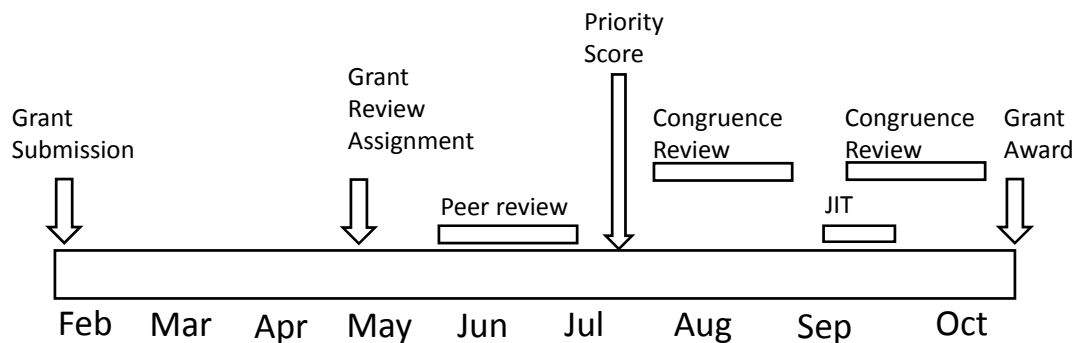 Priority
Score
Grant
Review
Assignment
Grant
Submission
Congruence
Review
Congruence
Review
Grant
Award
Peer review
JIT
Feb Mar Apr May Jun Jul Aug Sep Oct